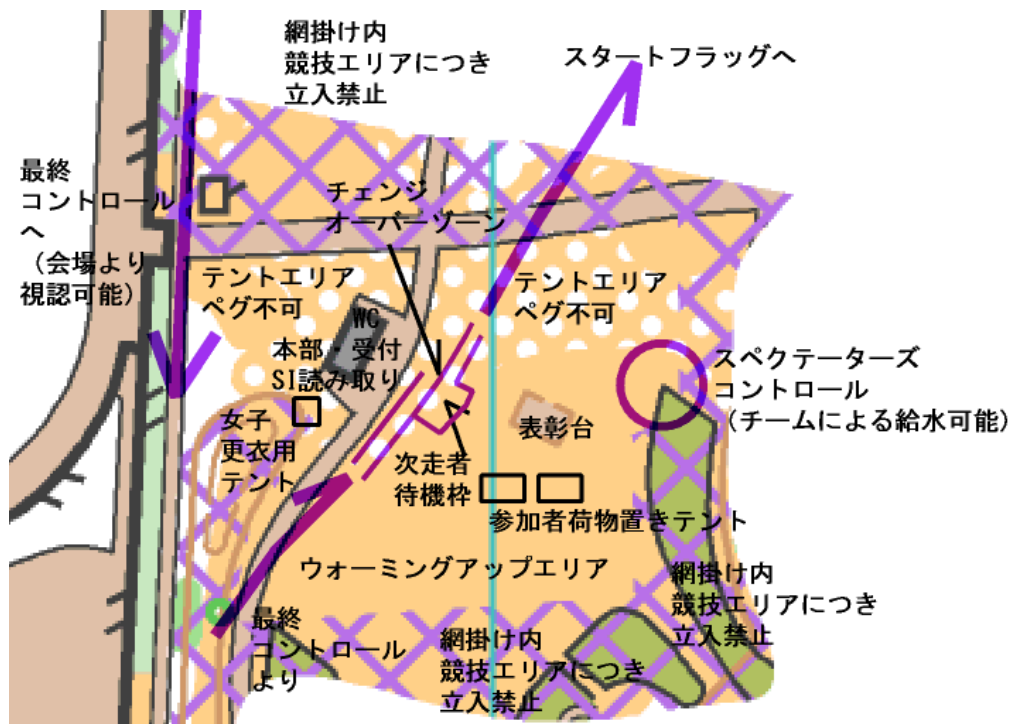 網掛け内
競技エリアにつき
立入禁止
スタートフラッグへ
最終
コントロール
へ
（会場より
視認可能）
チェンジ
オーバーゾーン
テントエリア
ペグ不可
テントエリア
ペグ不可
WC
本部・受付
SI読み取り
スペクテーターズ
コントロール
（チームによる給水可能）
女子
更衣用
テント
表彰台
次走者
待機枠
参加者荷物置きテント
ウォーミングアップエリア
網掛け内
競技エリアにつき
立入禁止
最終
コントロール
より
網掛け内
競技エリアにつき
立入禁止